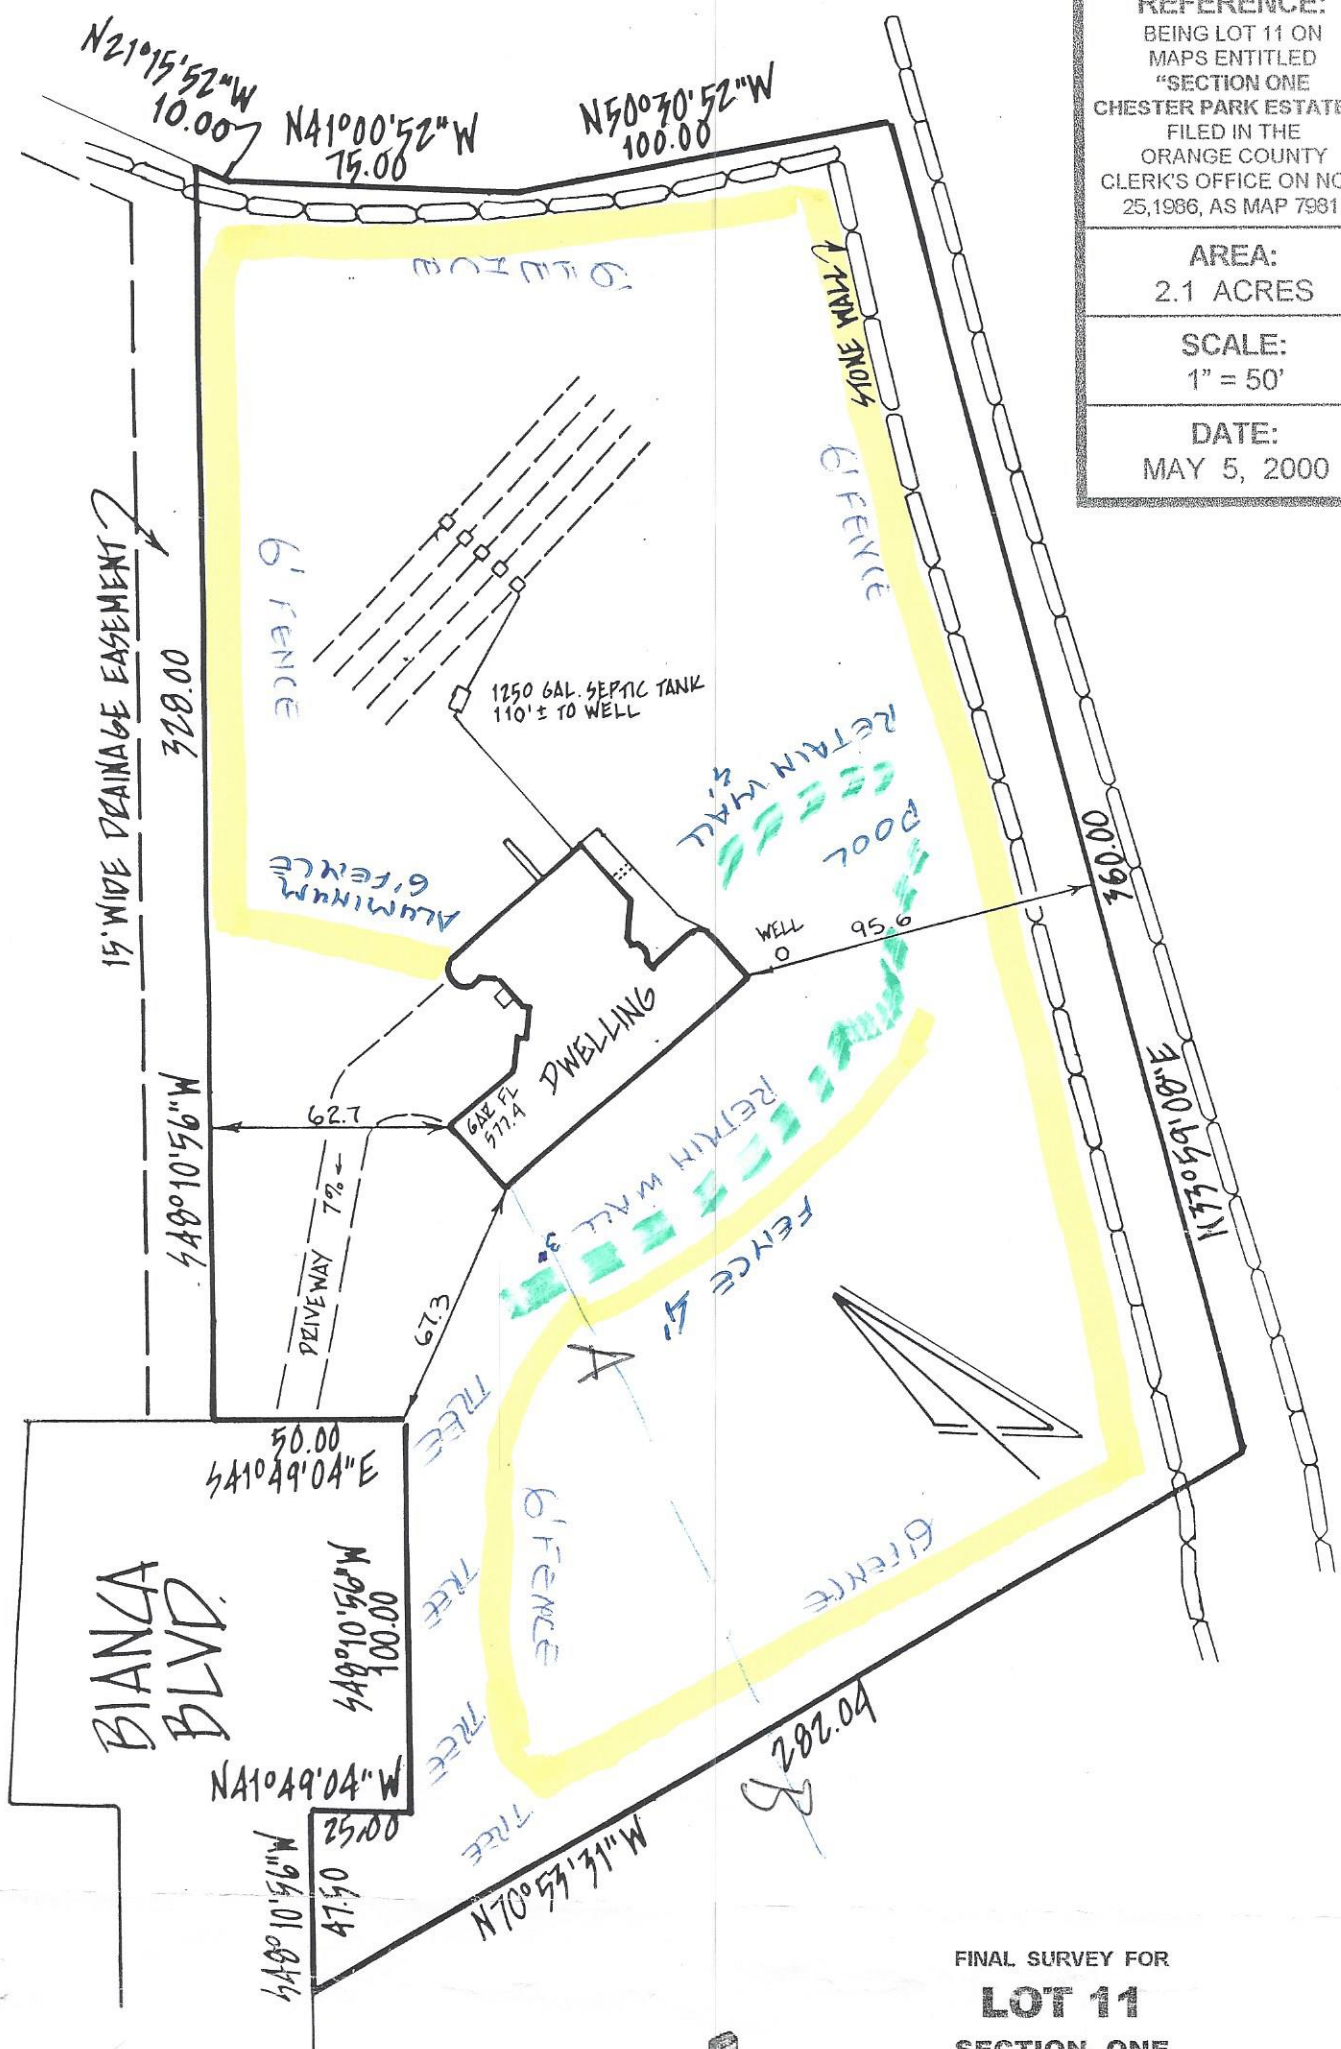 REFERENCE:
BEING LOT 11 ON
MAPS ENTITLED
"SECTION ONE
CHESTER PARK ESTATE
FILED IN THE
ORANGE COUNTY
CLERK'S OFFICE ON NO
25,1986, AS MAP 7981
AREA:
2.1 ACRES
SCALE:
1" = 50'
DATE:
MAY 5, 2000
N21°15'52"W
10.00
N41°00'52"W
75.00
N50°30'52"W
100.00
STONE WALL
6' FENCE
6' FENCE
15' WIDE DRAINAGE EASEMENT
328.00
1250 GAL. SEPTIC TANK
110'± TO WELL
RETAIN WALL
4'
POOL
ALUMINUM
6' FENCE
WELL
95.6
360.00
N33°59'08"E
DWELLING
GAR FL
577.4
62.7
S48°10'56"W
DRIVEWAY 7%
67.3
RETAIN WALL 3"
FENCE 4'
A
TREE
TREE
TREE
TREE
6' FENCE
6' FENCE
50.00
S41°49'04"E
BIANCA
BLVD.
S48°10'56"W
100.00
N41°49'04"W
25.00
S48°10'56"W
47.50
282.04
B
N70°53'31"W
FINAL SURVEY FOR
LOT 11
SECTION ONE